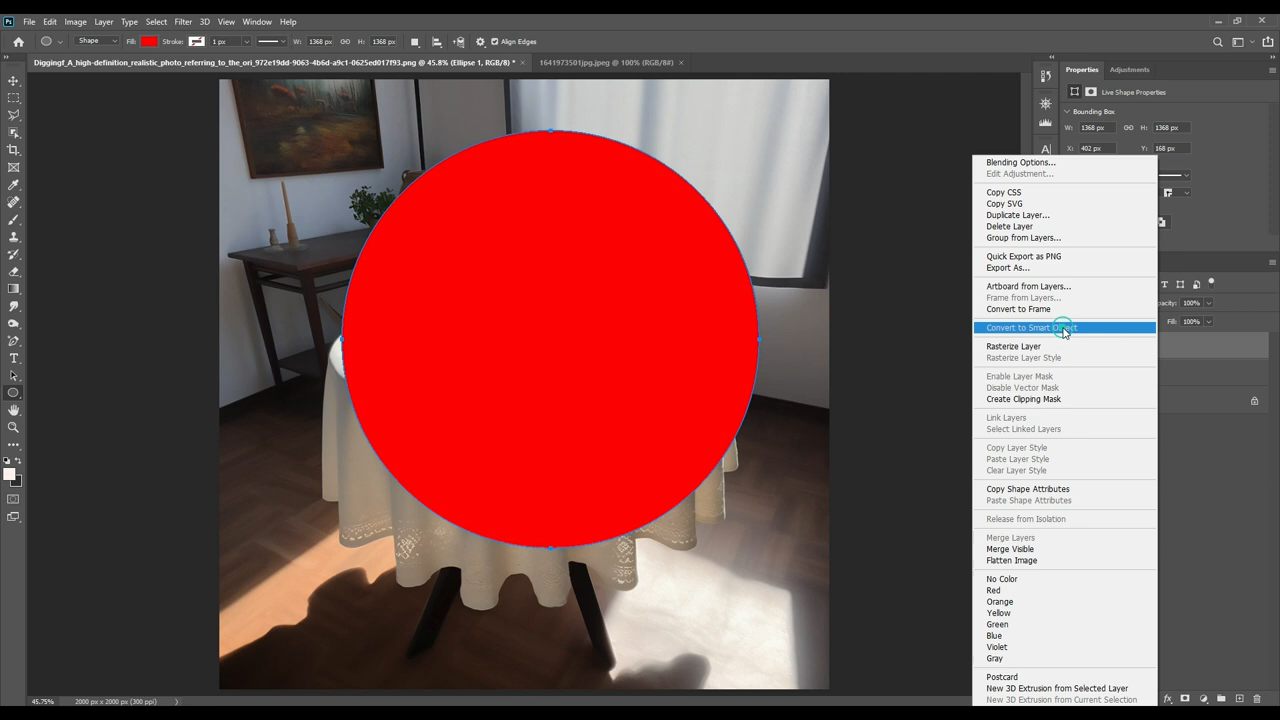 Ps File Edit Image Layer Type Select Filter 3D View Window Help
Shape Fill: Stroke: 1 px W: 1368 px H: 1368 px Align Edges
Diggingf_A_high-definition_realistic_photo_referring_to_the_ori_972e19dd-9063-4b6d-a9c1-0625ed017f93.png @ 45.8% (Ellipse 1, RGB/8) * 1641973501jpg.jpeg @ 100% (RGB/8#)
Properties Adjustments
Live Shape Properties
Bounding Box
W: 1368 px H: 1368 px
X: 402 px Y: 168 px
Blending Options...
Edit Adjustment...
Copy CSS
Copy SVG
Duplicate Layer...
Delete Layer
Group from Layers...
Quick Export as PNG
Export As...
Artboard from Layers...
Frame from Layers...
Convert to Frame
Convert to Smart Object
Rasterize Layer
Rasterize Layer Style
Enable Layer Mask
Disable Vector Mask
Create Clipping Mask
Link Layers
Select Linked Layers
Copy Layer Style
Paste Layer Style
Clear Layer Style
Copy Shape Attributes
Paste Shape Attributes
Release from Isolation
Merge Layers
Merge Visible
Flatten Image
No Color
Red
Orange
Yellow
Green
Blue
Violet
Gray
Postcard
New 3D Extrusion from Selected Layer
New 3D Extrusion from Current Selection
100%
Fill: 100%
45.75% 2000 px x 2000 px (300 ppi)